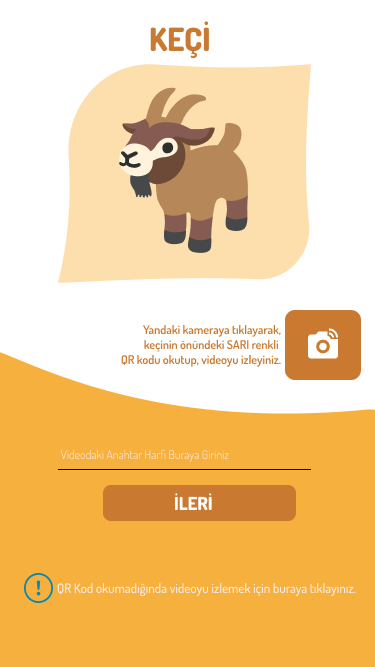 KEÇİ
Yandaki kameraya tıklayarak,
keçinin önündeki SARI renkli
QR kodu okutup, videoyu izleyiniz.
Videodaki Anahtar Harfi Buraya Giriniz
İLERİ
QR Kod okumadığında videoyu izlemek için buraya tıklayınız.